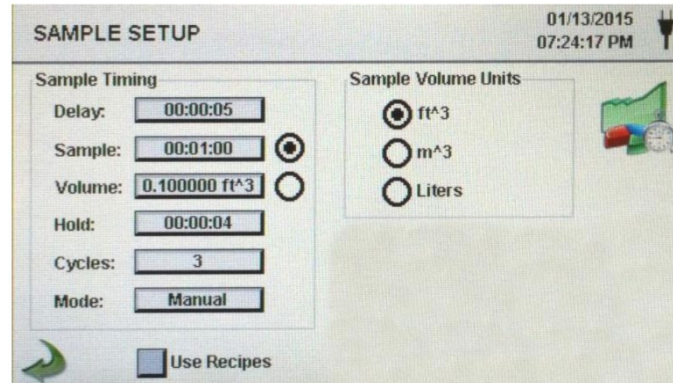 SAMPLE SETUP
01/13/2015
07:24:17 PM
Sample Timing
Delay: 00:00:05
Sample: 00:01:00
Volume: 0.100000 ft^3
Hold: 00:00:04
Cycles: 3
Mode: Manual
Use Recipes
Sample Volume Units
ft^3
m^3
Liters